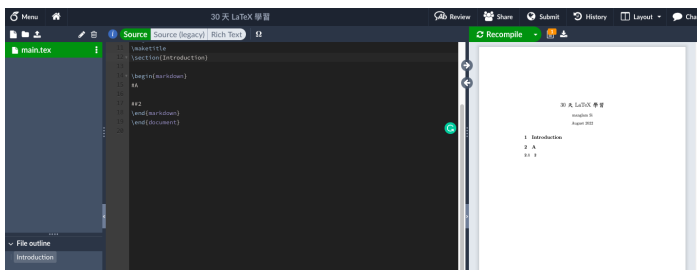 Menu
30 天 LaTeX 學習
Review
Share
Submit
History
Layout
Chat
Source
Source (legacy)
Rich Text
Ω
Recompile
main.tex
\maketitle
\section{Introduction}
\begin{markdown}
#A
##2
\end{markdown}
\end{document}
30 天 LaTeX 學習
August 2022
1 Introduction
2 A
2.1 2
File outline
Introduction